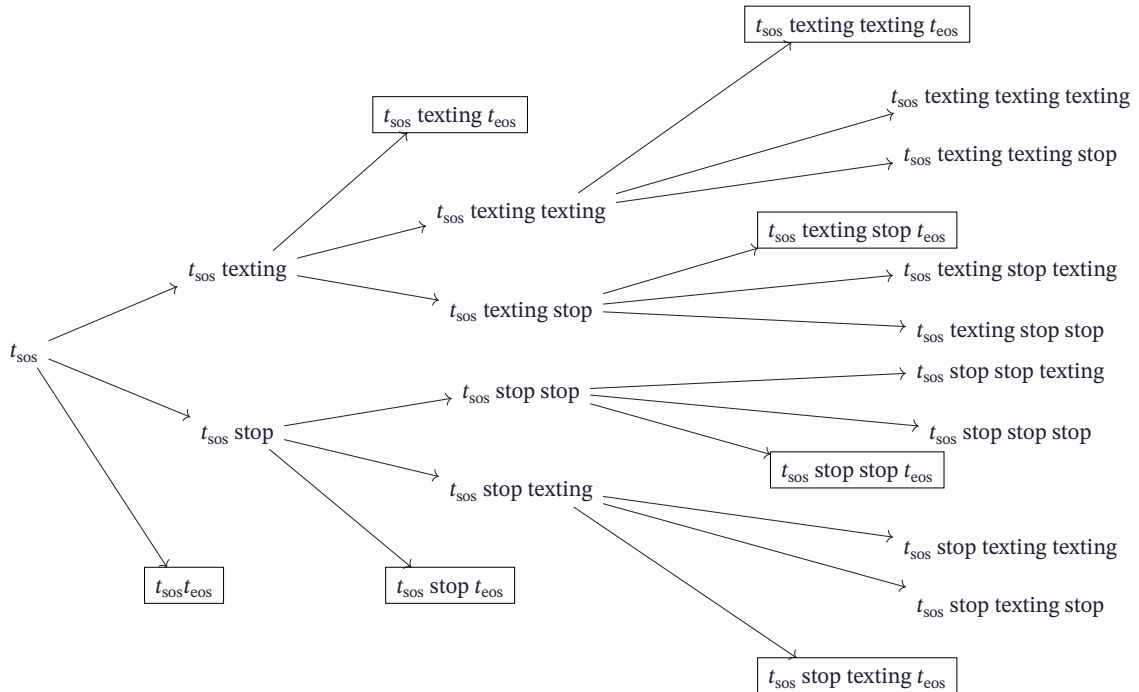 t_sos texting texting t_eos
t_sos texting texting texting
t_sos texting t_eos
t_sos texting texting stop
t_sos texting texting
t_sos texting stop t_eos
t_sos texting
t_sos texting stop texting
t_sos texting stop
t_sos texting stop stop
t_sos
t_sos stop stop texting
t_sos stop stop
t_sos stop
t_sos stop stop stop
t_sos stop stop t_eos
t_sos stop texting
t_sos stop texting texting
t_sos t_eos
t_sos stop t_eos
t_sos stop texting stop
t_sos stop texting t_eos